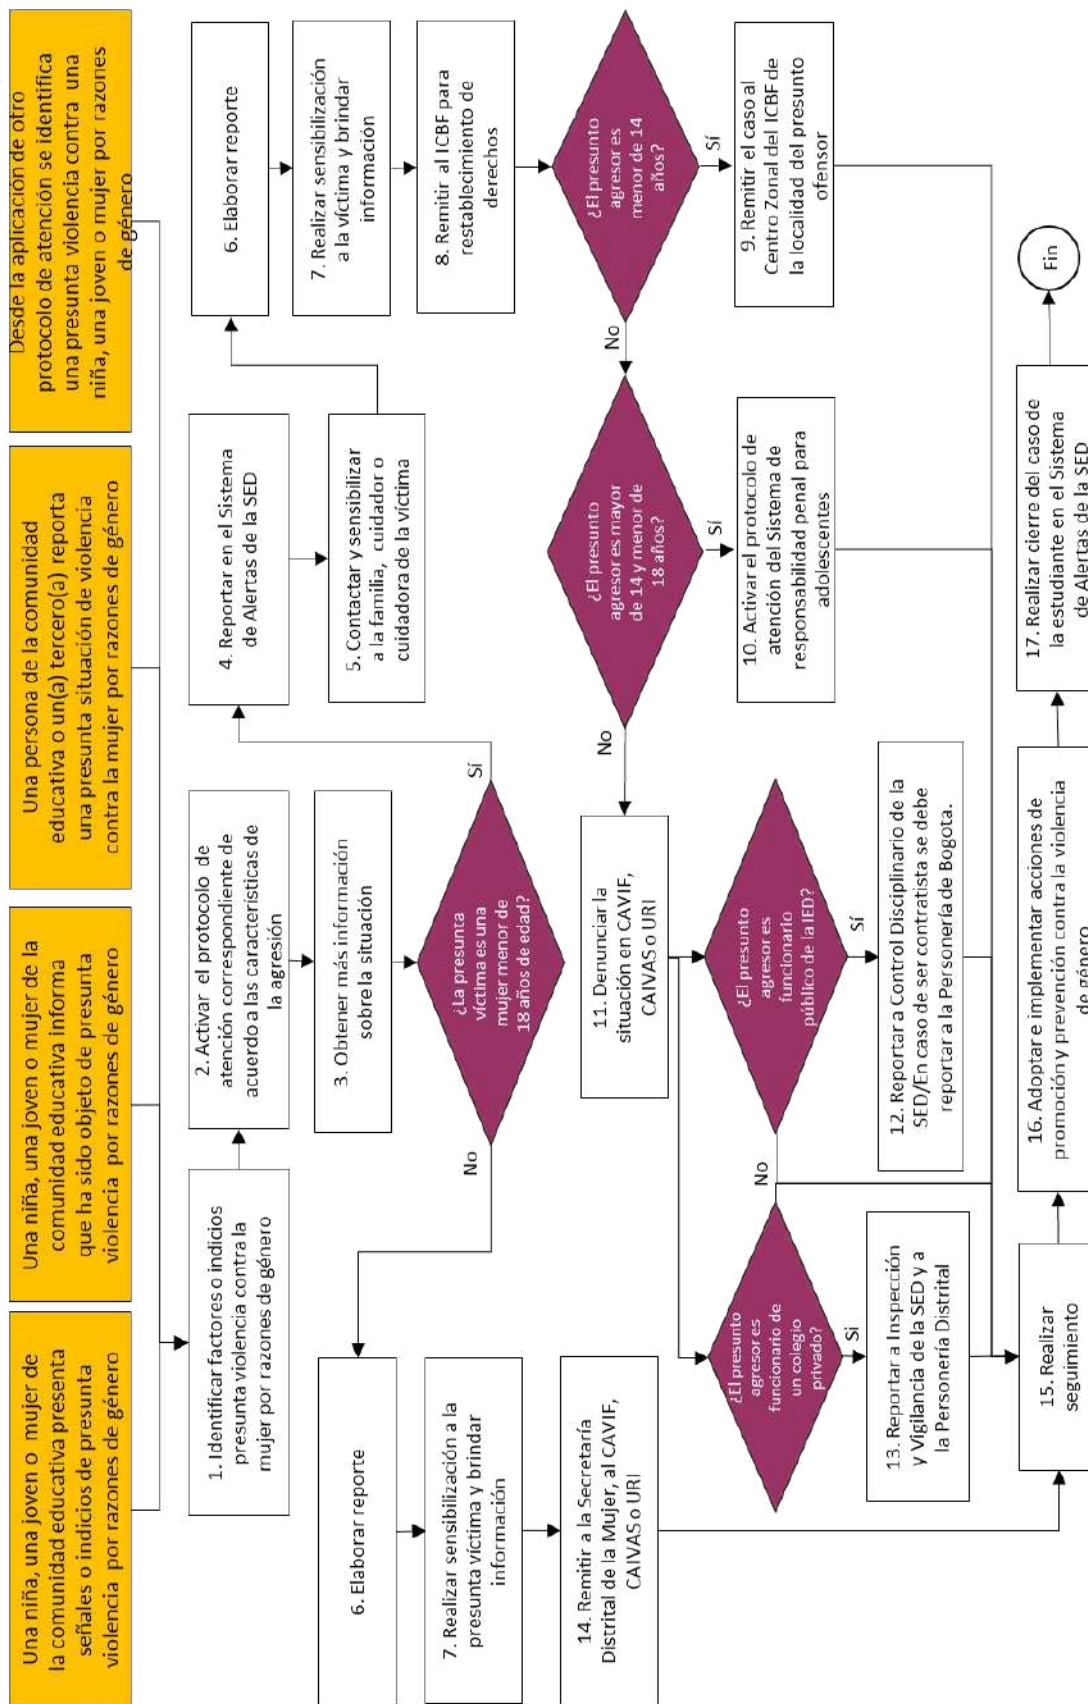 Una niña, una joven o  mujer de
la comunidad educativa presenta
señales o indicios de presunta
violencia  por razones de género
Una niña, una joven o mujer de la
comunidad educativa informa
que ha sido objeto de presunta
violencia  por razones de género
Una persona de la comunidad
educativa o un(a) tercero(a) reporta
una presunta situación de violencia
contra la mujer por razones de género
Desde la aplicación de otro
protocolo de atención se identifica
una presunta violencia contra  una
niña, una joven o mujer por razones
de género
1. Identificar factores o indicios
presunta violencia contra la
mujer por razones de género
2. Activar  el protocolo de
atención correspondiente de
acuerdo a las características de
la agresión
3. Obtener más información
sobre la situación
¿La presunta
víctima es una
mujer menor de
18 años de edad?
No
Sí
4. Reportar en el Sistema
de Alertas de la SED
5. Contactar y sensibilizar
a la familia, cuidador o
cuidadora de la víctima
6. Elaborar reporte
7. Realizar sensibilización
a la víctima y brindar
información
8. Remitir al ICBF para
restablecimiento de
derechos
¿El presunto
agresor es
menor de 14
años?
Sí
No
9. Remitir el caso al
Centro Zonal del ICBF de
la localidad del presunto
ofensor
¿El presunto
agresor es mayor
de 14 y menor de
18 años?
Sí
No
10. Activar el protocolo de
atención del Sistema de
responsabilidad penal para
adolescentes
11. Denunciar la
situación en CAVIF,
CAIVAS o URI
¿El presunto
agresor es
funcionario
público de la IED?
Sí
No
12. Reportar a Control Disciplinario de la
SED/En caso de ser contratista se debe
reportar a la Personería de Bogota.
¿El presunto
agresor es
funcionario de
un colegio
privado?
Si
13. Reportar a Inspección
y Vigilancia de la SED y a
la Personería Distrital
6. Elaborar reporte
7. Realizar sensibilización a la
presunta víctima y brindar
información
14. Remitir a la Secretaría
Distrital de la Mujer, al CAVIF,
CAIVAS o URI
15. Realizar
seguimiento
16. Adoptar e implementar acciones de
promoción y prevención contra la violencia
de género
17. Realizar cierre del caso de
la estudiante en el Sistema
de Alertas de la SED
Fin